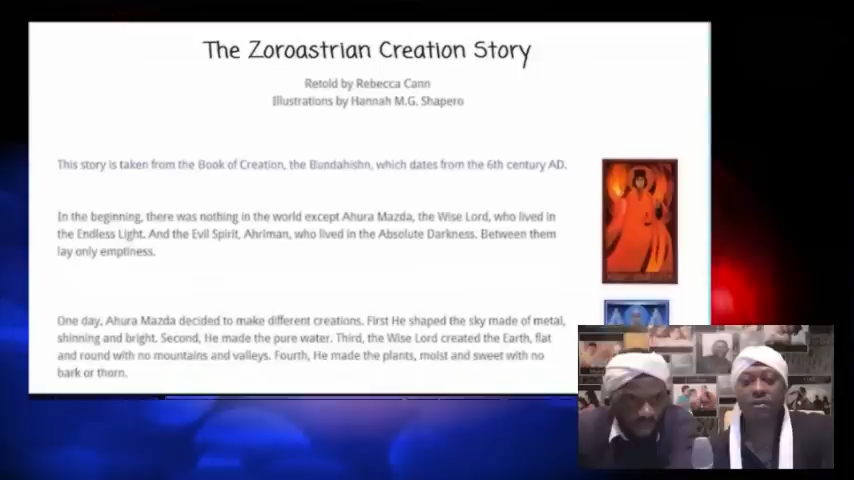 The Zoroastrian Creation Story
Retold by Rebecca Cann
Illustrations by Hannah M.G. Shapero
This story is taken from the Book of Creation, the Bundahishn, which dates from the 6th century AD.
In the beginning, there was nothing in the world except Ahura Mazda, the Wise Lord, who lived in
the Endless Light. And the Evil Spirit, Ahriman, who lived in the Absolute Darkness. Between them
lay only emptiness.
One day, Ahura Mazda decided to make different creations. First He shaped the sky made of metal,
shinning and bright. Second, He made the pure water. Third, the Wise Lord created the Earth, flat
and round with no mountains and valleys. Fourth, He made the plants, moist and sweet with no
bark or thorn.